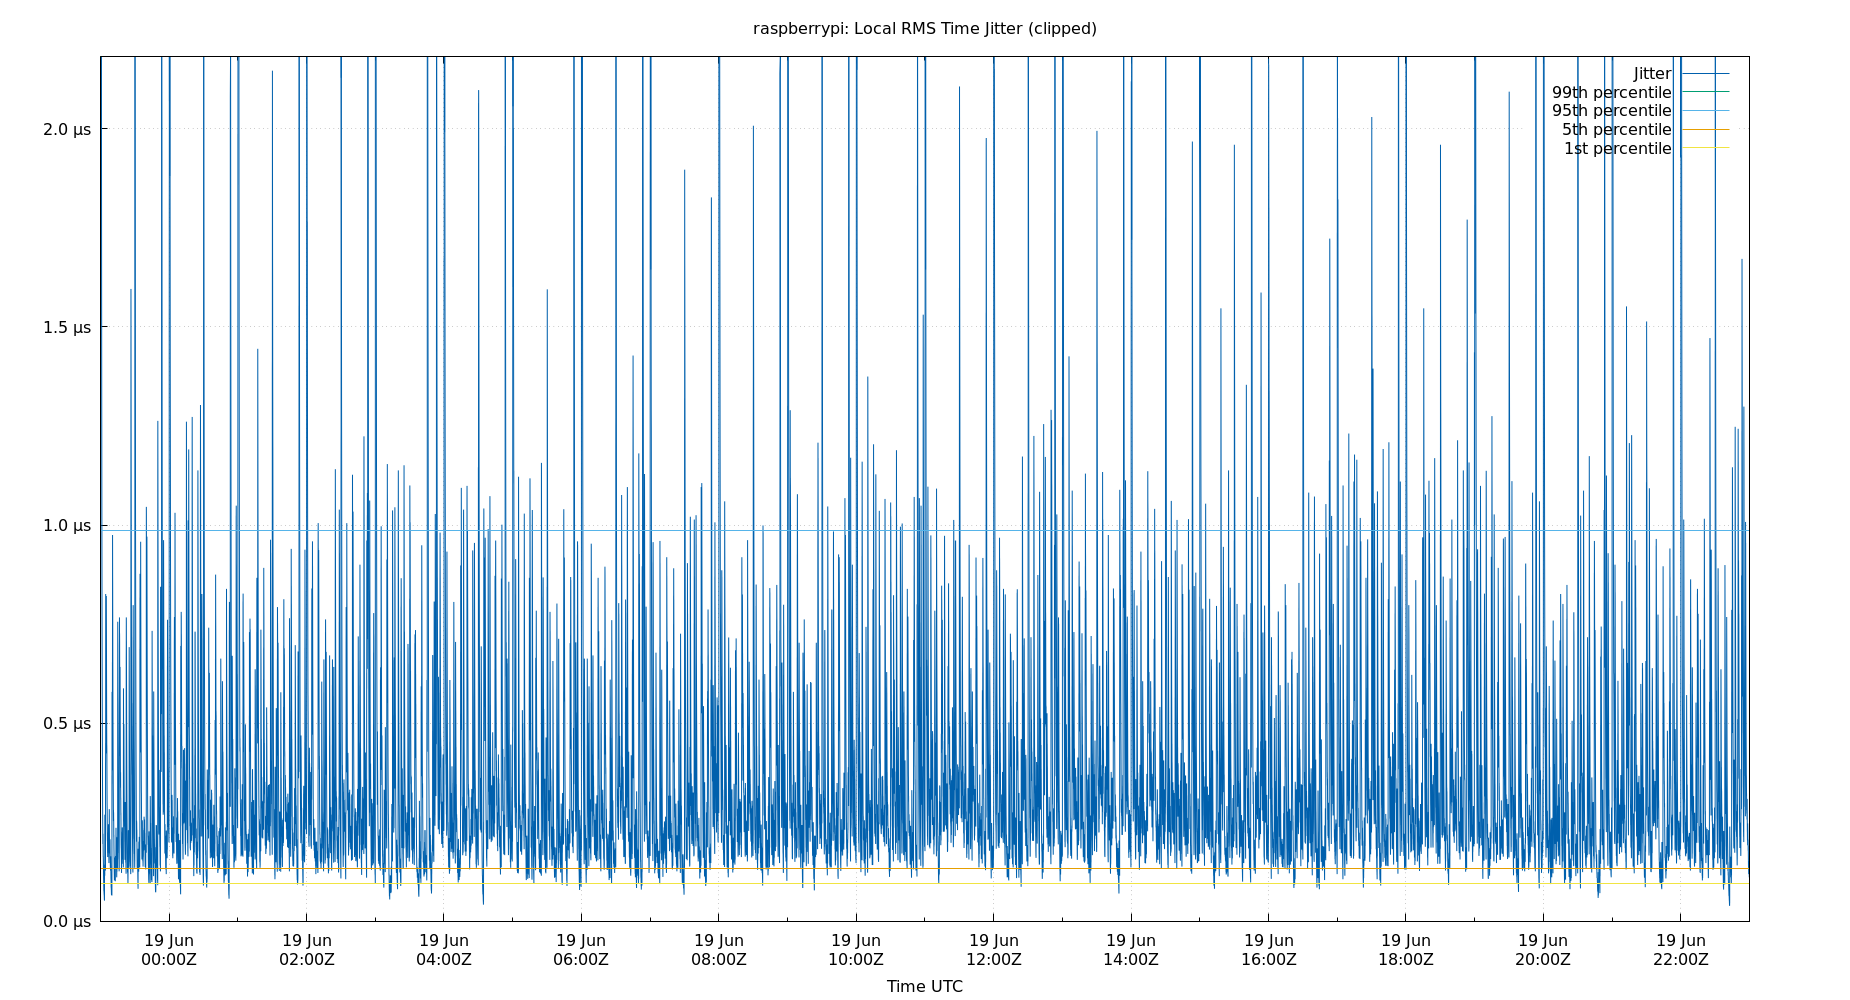 raspberrypi: Local RMS Time Jitter (clipped)
Jitter
99th percentile
95th percentile
5th percentile
1st percentile
2.0 µs
1.5 µs
1.0 µs
0.5 µs
0.0 µs
19 Jun 19 Jun 19 Jun 19 Jun 19 Jun 19 Jun 19 Jun 19 Jun 19 Jun 19 Jun 19 Jun 19 Jun
00:00Z 02:00Z 04:00Z 06:00Z 08:00Z 10:00Z 12:00Z 14:00Z 16:00Z 18:00Z 20:00Z 22:00Z
Time UTC